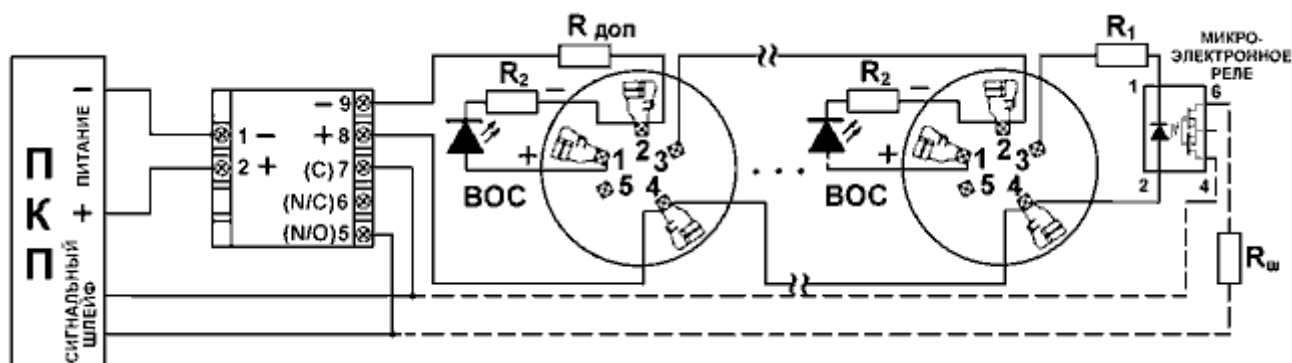 ПКП
ПИТАНИЕ
−
+
СИГНАЛЬНЫЙ
ШЛЕЙФ
1 −
2 +
− 9
+ 8
(C) 7
(N/C) 6
(N/O) 5
R доп
R₂
−
+
ВОС
1
2
3
4
5
. . .
R₂
−
+
ВОС
1
2
3
4
5
R₁
МИКРО-
ЭЛЕКТРОННОЕ
РЕЛЕ
1
6
2
4
Rш